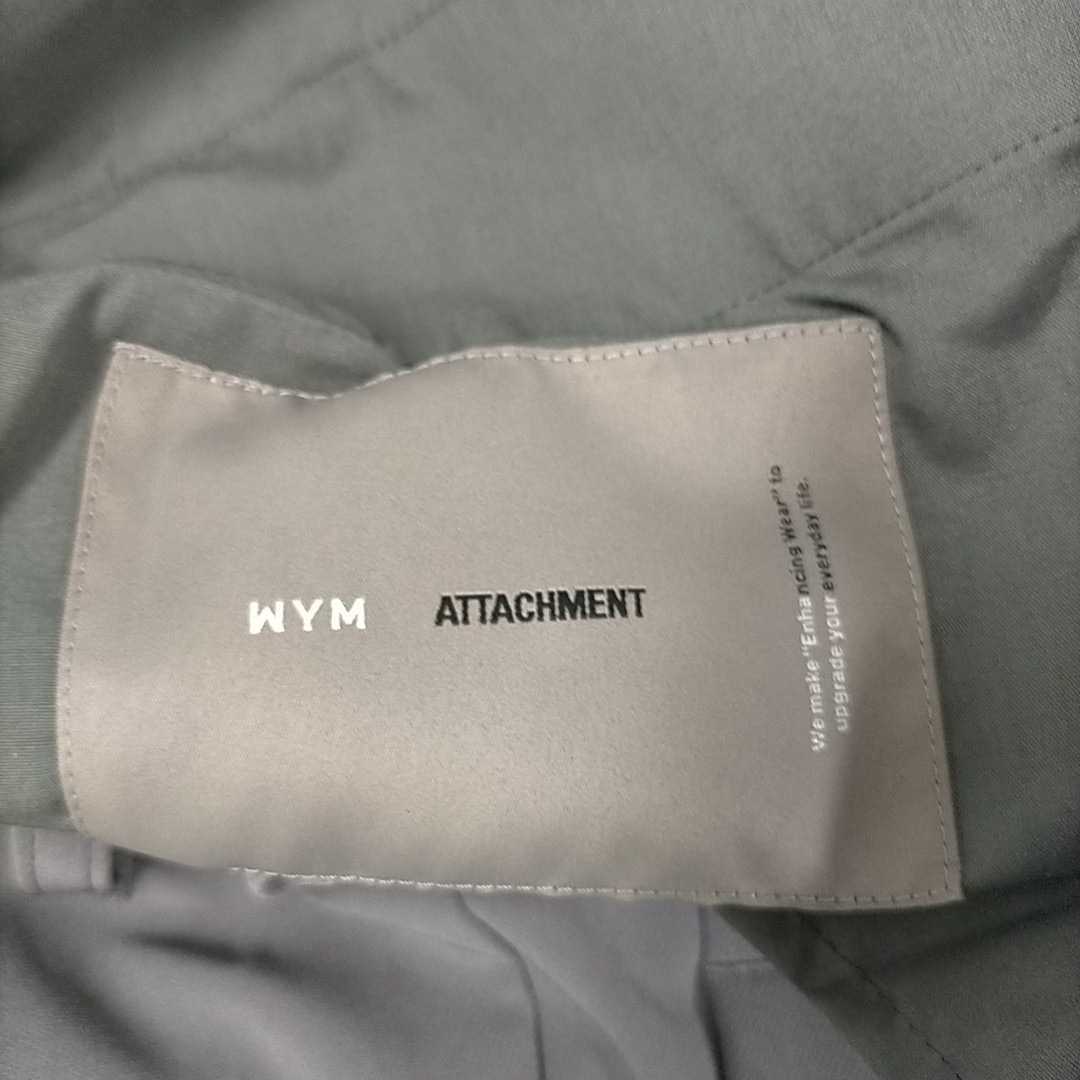 WYM ATTACHMENT
We make "Enhancing Wear" to
upgrade your everyday life.